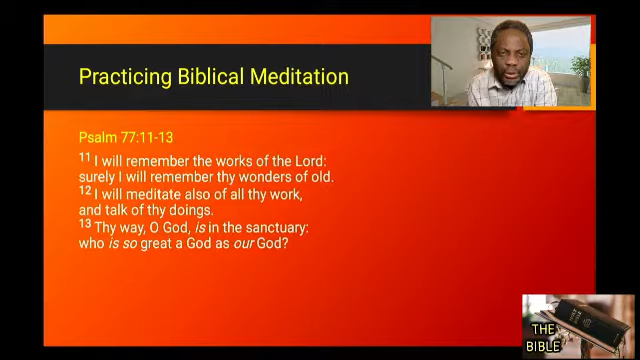 Practicing Biblical Meditation
Psalm 77:11-13
11 I will remember the works of the Lord:
surely I will remember thy wonders of old.
12 I will meditate also of all thy work,
and talk of thy doings.
13 Thy way, O God, is in the sanctuary:
who is so great a God as our God?
THE
BIBLE